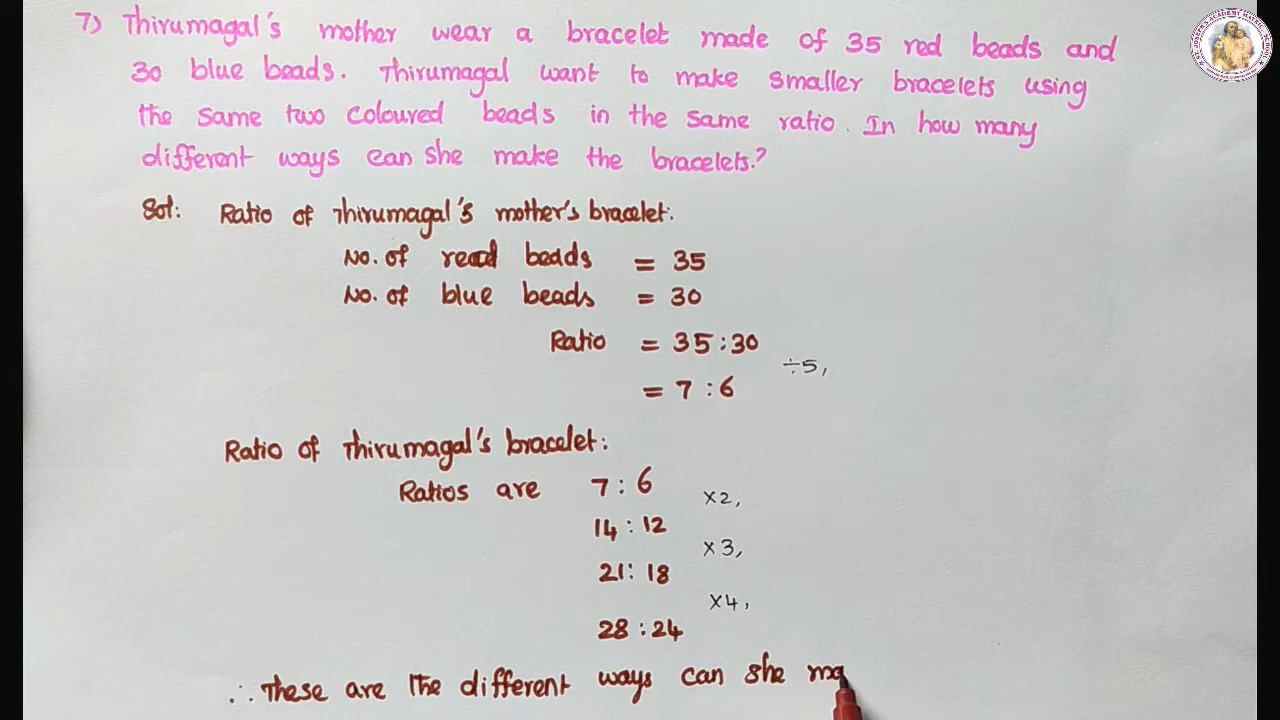 7) Thirumagal's mother wear a bracelet made of 35 red beads and
30 blue beads. Thirumagal want to make smaller bracelets using
the same two coloured beads in the same ratio. In how many
different ways can she make the bracelets.?
Sol: Ratio of Thirumagal's mother's bracelet:
No. of read beads = 35
No. of blue beads = 30
Ratio = 35 : 30
÷5,
= 7 : 6
Ratio of Thirumagal's bracelet:
Ratios are 7 : 6
×2,
14 : 12
×3,
21 : 18
×4,
28 : 24
∴ These are the different ways can she ma